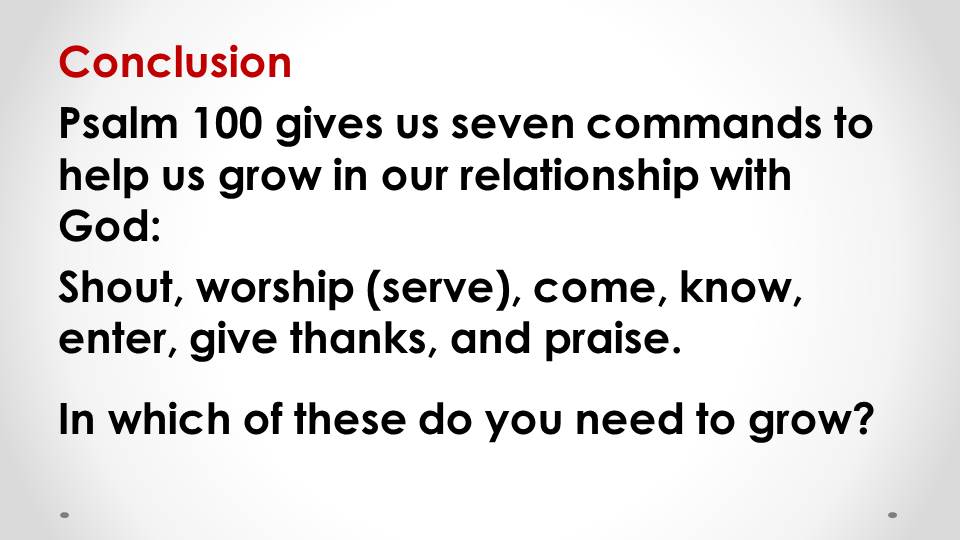 Conclusion
Psalm 100 gives us seven commands to
help us grow in our relationship with
God:
Shout, worship (serve), come, know,
enter, give thanks, and praise.
In which of these do you need to grow?